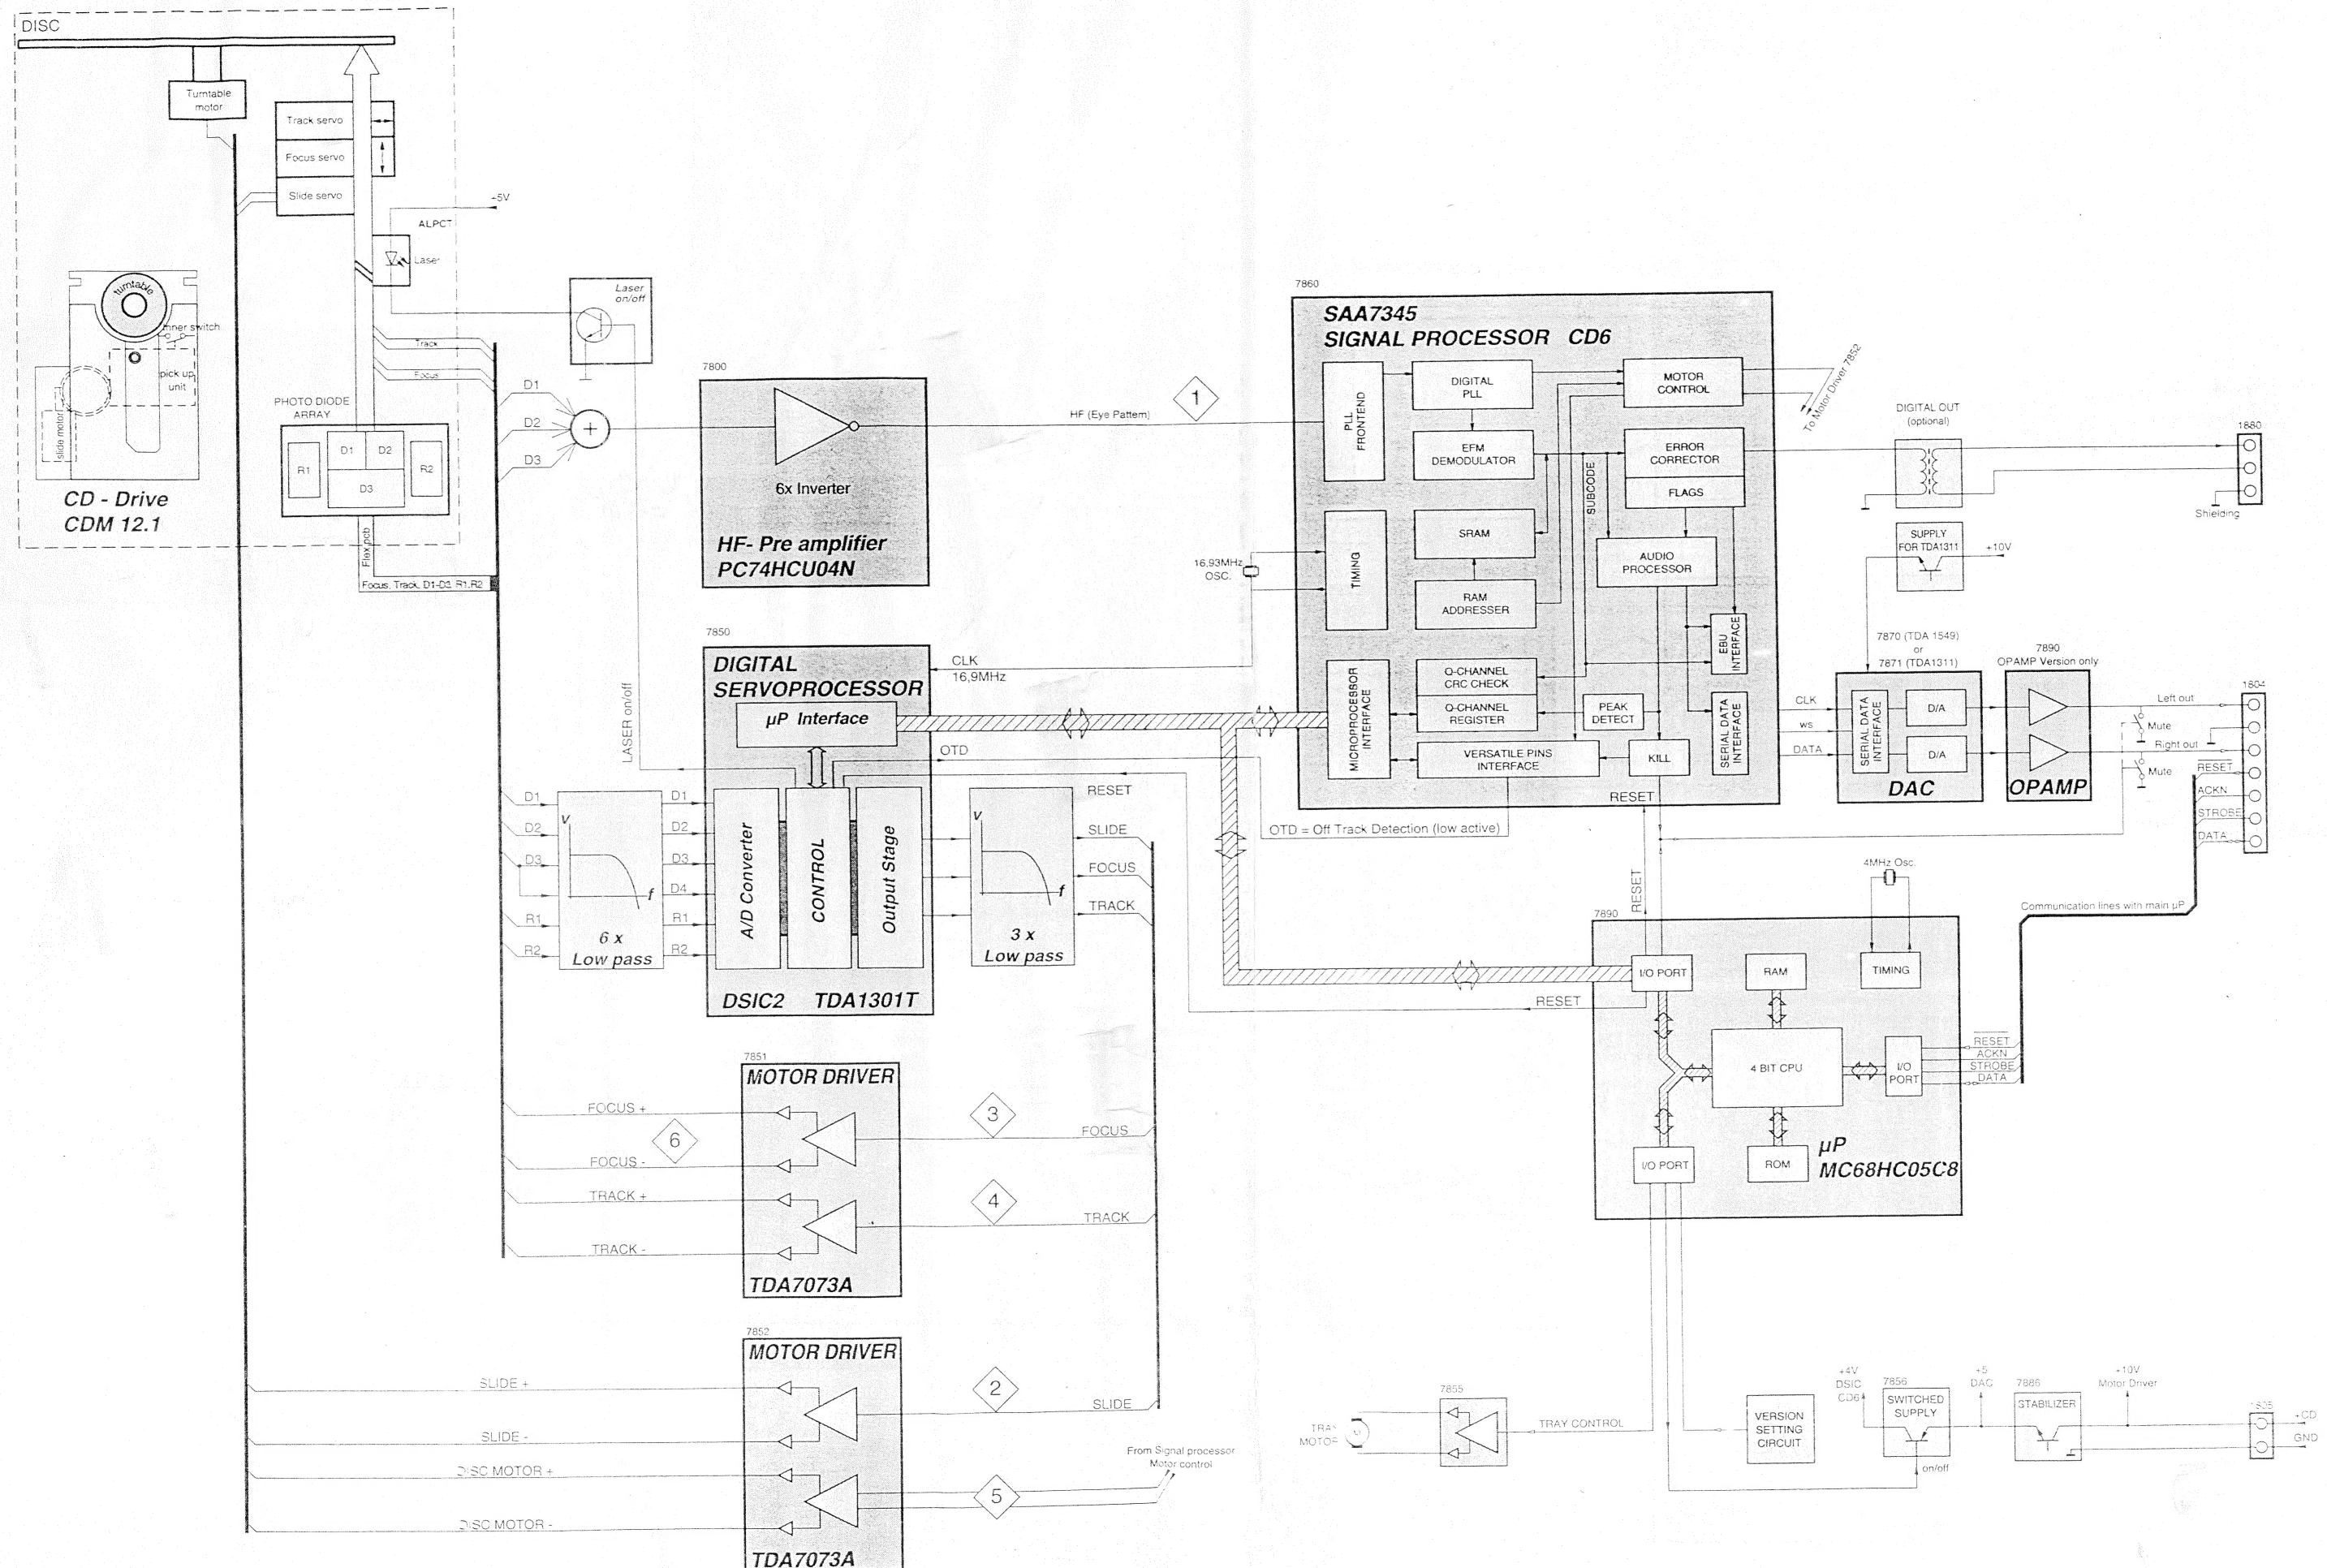 DISC
Turntable
motor
Track servo
Focus servo
Slide servo
+5V
ALPCT
Laser
turntable
inner switch
pick up
unit
slide motor
CD - Drive
CDM 12.1
PHOTO DIODE
ARRAY
R1
D1
D2
D3
R2
Flex pcb
Focus, Track, D1-D3, R1,R2
Track
Focus
Laser
on/off
D1
D2
D3
+
7800
6x Inverter
HF- Pre amplifier
PC74HCU04N
HF (Eye Pattern)
1
7860
SAA7345
SIGNAL PROCESSOR CD6
PLL
FRONTEND
DIGITAL
PLL
MOTOR
CONTROL
To Motor Driver 7852
EFM
DEMODULATOR
ERROR
CORRECTOR
FLAGS
SUBCODE
TIMING
SRAM
AUDIO
PROCESSOR
RAM
ADDRESSER
EBU
INTERFACE
MICROPROCESSOR
INTERFACE
Q-CHANNEL
CRC CHECK
Q-CHANNEL
REGISTER
PEAK
DETECT
SERIAL DATA
INTERFACE
VERSATILE PINS
INTERFACE
KILL
RESET
16,93MHz
OSC.
DIGITAL OUT
(optional)
1880
Shielding
SUPPLY
FOR TDA1311
+10V
7870 (TDA 1549)
or
7871 (TDA1311)
7890
OPAMP Version only
CLK
ws
DATA
SERIAL DATA
INTERFACE
D/A
D/A
DAC
OPAMP
1804
Left out
Mute
Right out
Mute
RESET
ACKN
STROBE
DATA
7850
DIGITAL
SERVOPROCESSOR
µP Interface
CLK
16,9MHz
LASER on/off
OTD
RESET
OTD = Off Track Detection (low active)
D1
D2
D3
R1
R2
V
f
6 x
Low pass
D1
D2
D3
D4
R1
R2
A/D Converter
CONTROL
Output Stage
DSIC2 TDA1301T
V
f
3 x
Low pass
SLIDE
FOCUS
TRACK
RESET
RESET
4MHz Osc.
Communication lines with main µP
7890
I/O PORT
RAM
TIMING
4 BIT CPU
I/O
PORT
RESET
ACKN
STROBE
DATA
I/O PORT
ROM
µP
MC68HC05C8
7851
MOTOR DRIVER
FOCUS +
6
FOCUS -
TRACK +
TRACK -
3
FOCUS
4
TRACK
TDA7073A
7852
MOTOR DRIVER
SLIDE +
SLIDE -
DISC MOTOR +
DISC MOTOR -
2
SLIDE
From Signal processor
Motor control
5
TDA7073A
7855
MOTOR
TRAY CONTROL
VERSION
SETTING
CIRCUIT
+4V
DSIC
CD6
7856
SWITCHED
SUPPLY
on/off
+5
DAC
7886
STABILIZER
+10V
Motor Driver
+CD
GND